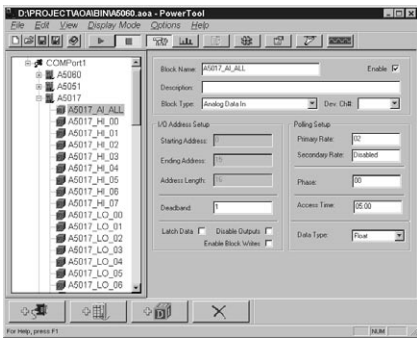 D:\PROJECT\AOA\BIN\A5060.aoa - PowerTool
File Edit View Display Mode Options Help
COMPort1
A5060
A5051
A5017
A5017_AI_ALL
A5017_HI_00
A5017_HI_01
A5017_HI_02
A5017_HI_03
A5017_HI_04
A5017_HI_05
A5017_HI_06
A5017_HI_07
A5017_LO_00
A5017_LO_01
A5017_LO_02
A5017_LO_03
A5017_LO_04
A5017_LO_05
A5017_LO_06
Block Name: A5017_AI_ALL Enable
Description:
Block Type: Analog Data In Dev. Ch#:
I/O Address Setup
Starting Address: 0
Ending Address: 15
Address Length: 16
Deadband: 1
Latch Data Disable Outputs
Enable Block Writes
Polling Setup
Primary Rate: 02
Secondary Rate: Disabled
Phase: 00
Access Time: 05:00
Data Type: Float
For Help, press F1
NUM